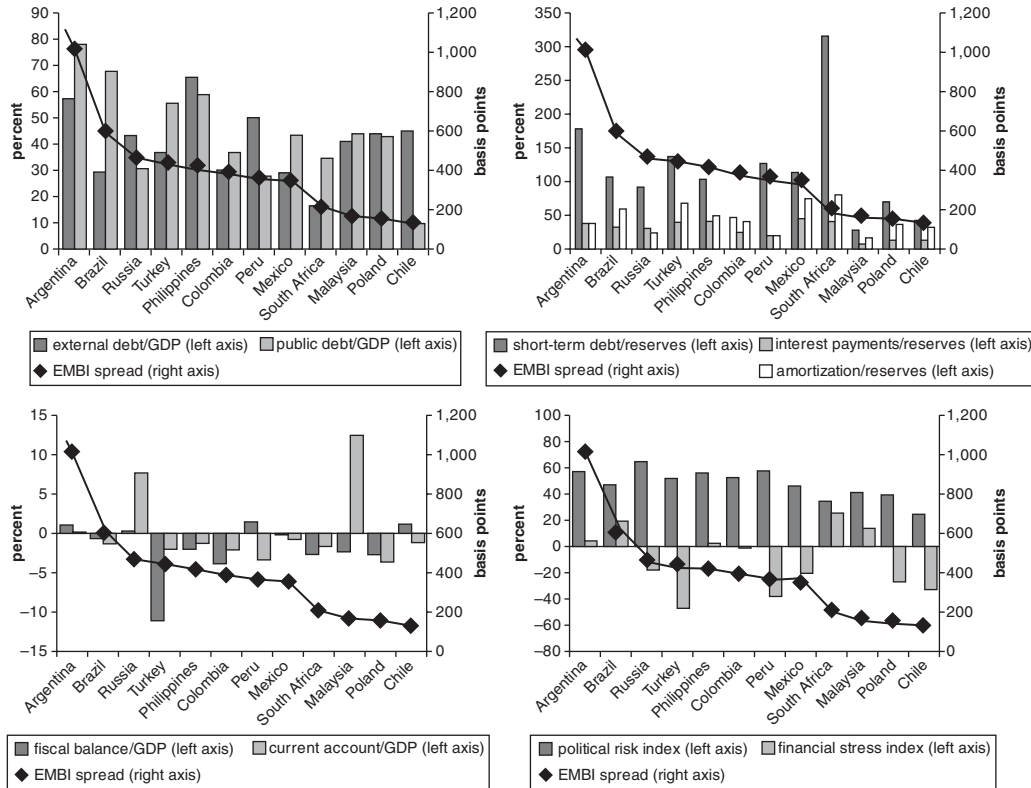 90
80
70
60
50
40
30
20
10
0
percent
1,200
1,000
800
600
400
200
0
basis points
Argentina
Brazil
Russia
Turkey
Philippines
Colombia
Peru
Mexico
South Africa
Malaysia
Poland
Chile
external debt/GDP (left axis) public debt/GDP (left axis)
EMBI spread (right axis)
350
300
250
200
150
100
50
0
percent
1,200
1,000
800
600
400
200
0
basis points
Argentina
Brazil
Russia
Turkey
Philippines
Colombia
Peru
Mexico
South Africa
Malaysia
Poland
Chile
short-term debt/reserves (left axis) interest payments/reserves (left axis)
EMBI spread (right axis) amortization/reserves (left axis)
15
10
5
0
–5
–10
–15
percent
1,200
1,000
800
600
400
200
0
basis points
Argentina
Brazil
Russia
Turkey
Philippines
Colombia
Peru
Mexico
South Africa
Malaysia
Poland
Chile
fiscal balance/GDP (left axis) current account/GDP (left axis)
EMBI spread (right axis)
100
80
60
40
20
0
–20
–40
–60
–80
percent
1,200
1,000
800
600
400
200
0
basis points
Argentina
Brazil
Russia
Turkey
Philippines
Colombia
Peru
Mexico
South Africa
Malaysia
Poland
Chile
political risk index (left axis) financial stress index (left axis)
EMBI spread (right axis)